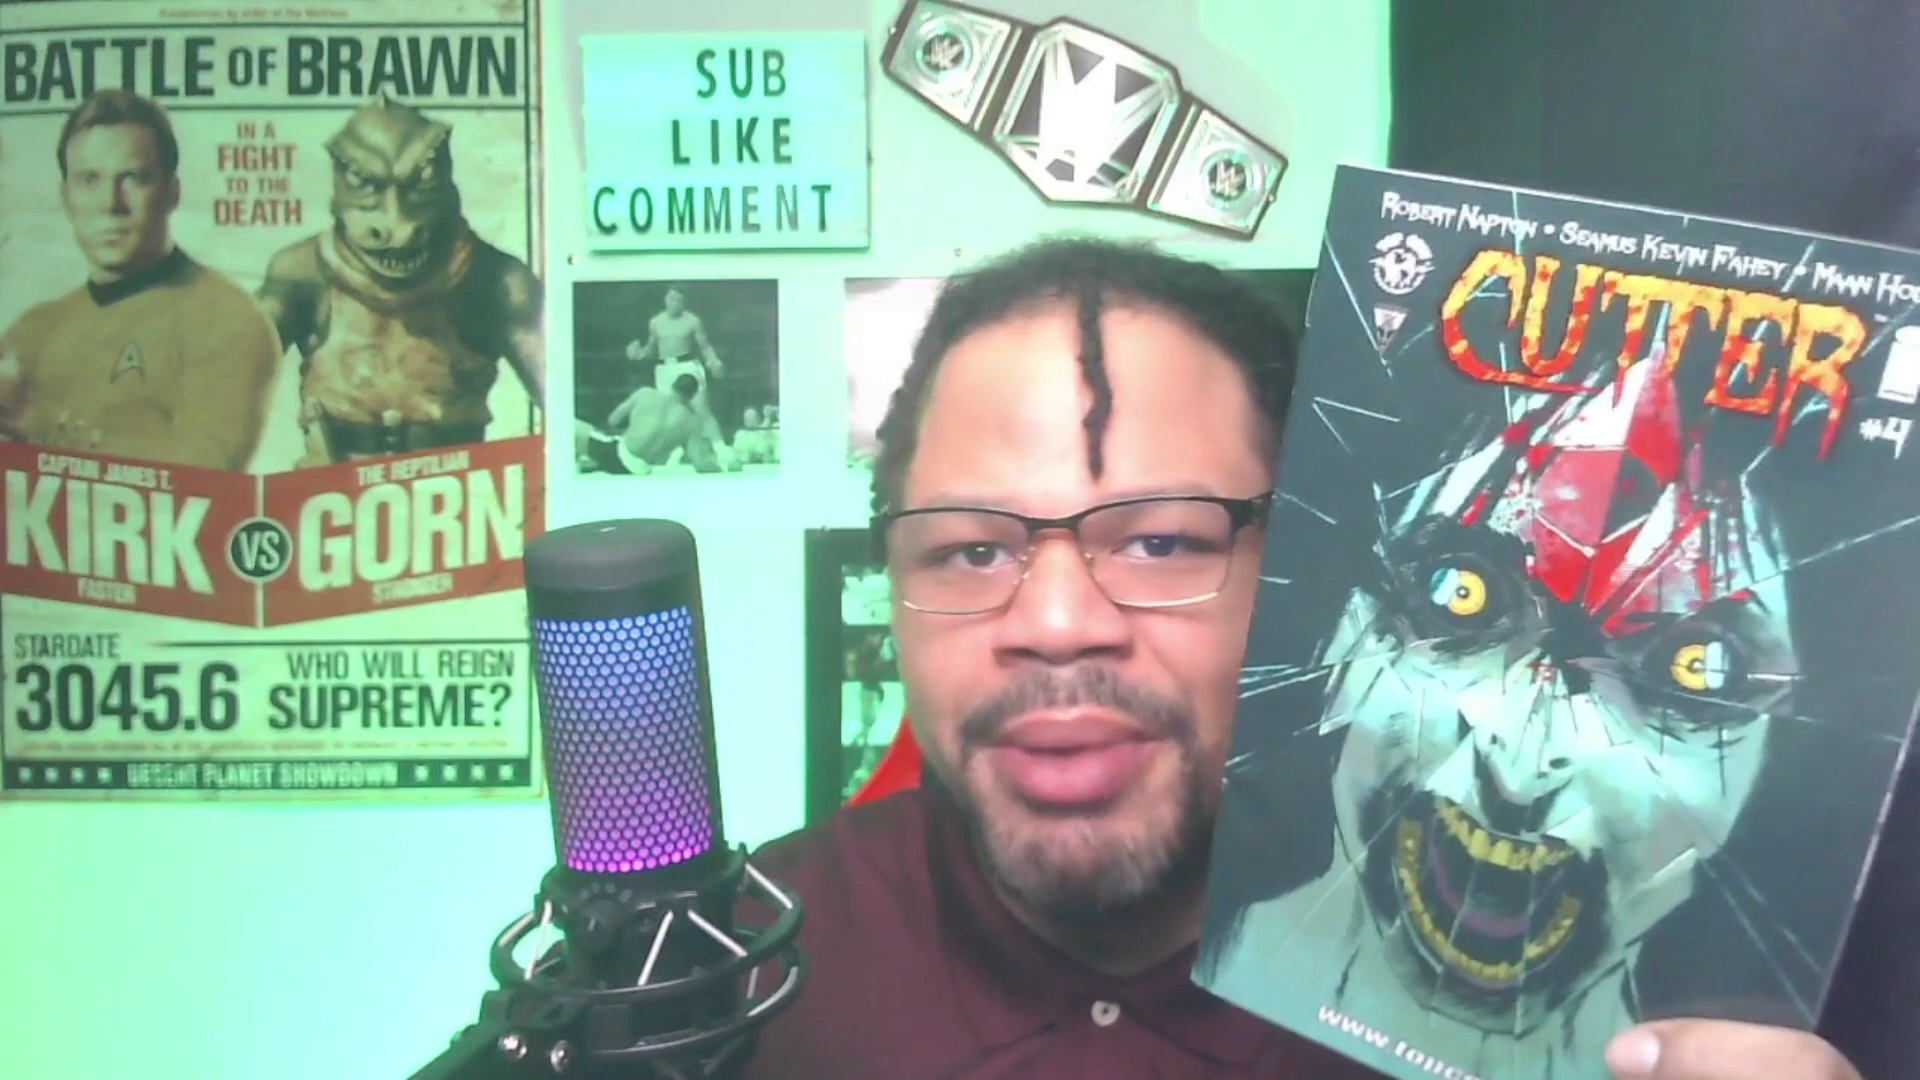 BATTLE OF BRAWN
IN A
FIGHT
TO THE
DEATH
CAPTAIN JAMES T.
KIRK
FASTER
VS
THE REPTILIAN
GORN
STRONGER
STARDATE
3045.6
WHO WILL REIGN
SUPREME?
DESERT PLANET SHOWDOWN
SUB
LIKE
COMMENT
ROBERT NAPTON • SEAMUS KEVIN FAHEY •
CUTTER
#4